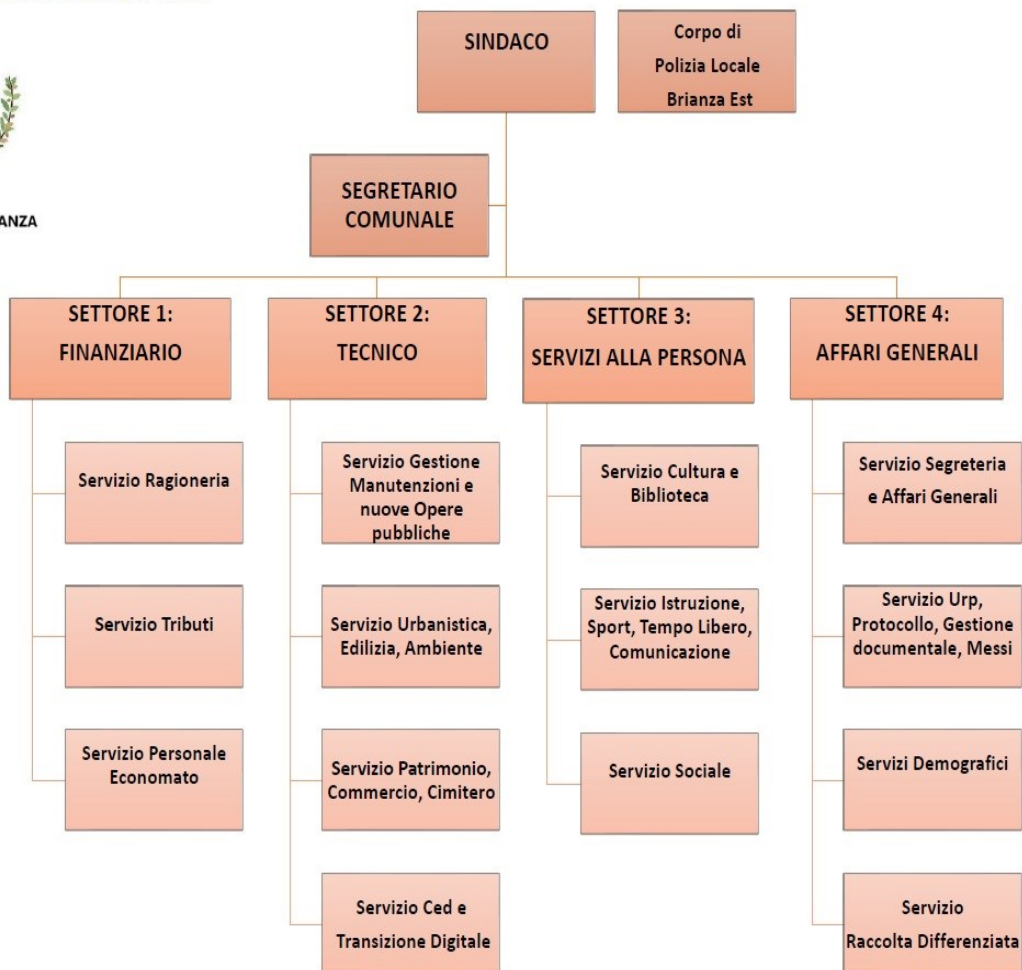 SINDACO
Corpo di
Polizia Locale
Brianza Est
SEGRETARIO
COMUNALE
SETTORE 1:
FINANZIARIO
SETTORE 2:
TECNICO
SETTORE 3:
SERVIZI ALLA PERSONA
SETTORE 4:
AFFARI GENERALI
Servizio Ragioneria
Servizio Gestione
Manutenzioni e
nuove Opere
pubbliche
Servizio Cultura e
Biblioteca
Servizio Segreteria
e Affari Generali
Servizio Tributi
Servizio Urbanistica,
Edilizia, Ambiente
Servizio Istruzione,
Sport, Tempo Libero,
Comunicazione
Servizio Urp,
Protocollo, Gestione
documentale, Messi
Servizio Personale
Economato
Servizio Patrimonio,
Commercio, Cimitero
Servizio Sociale
Servizi Demografici
Servizio Ced e
Transizione Digitale
Servizio
Raccolta Differenziata